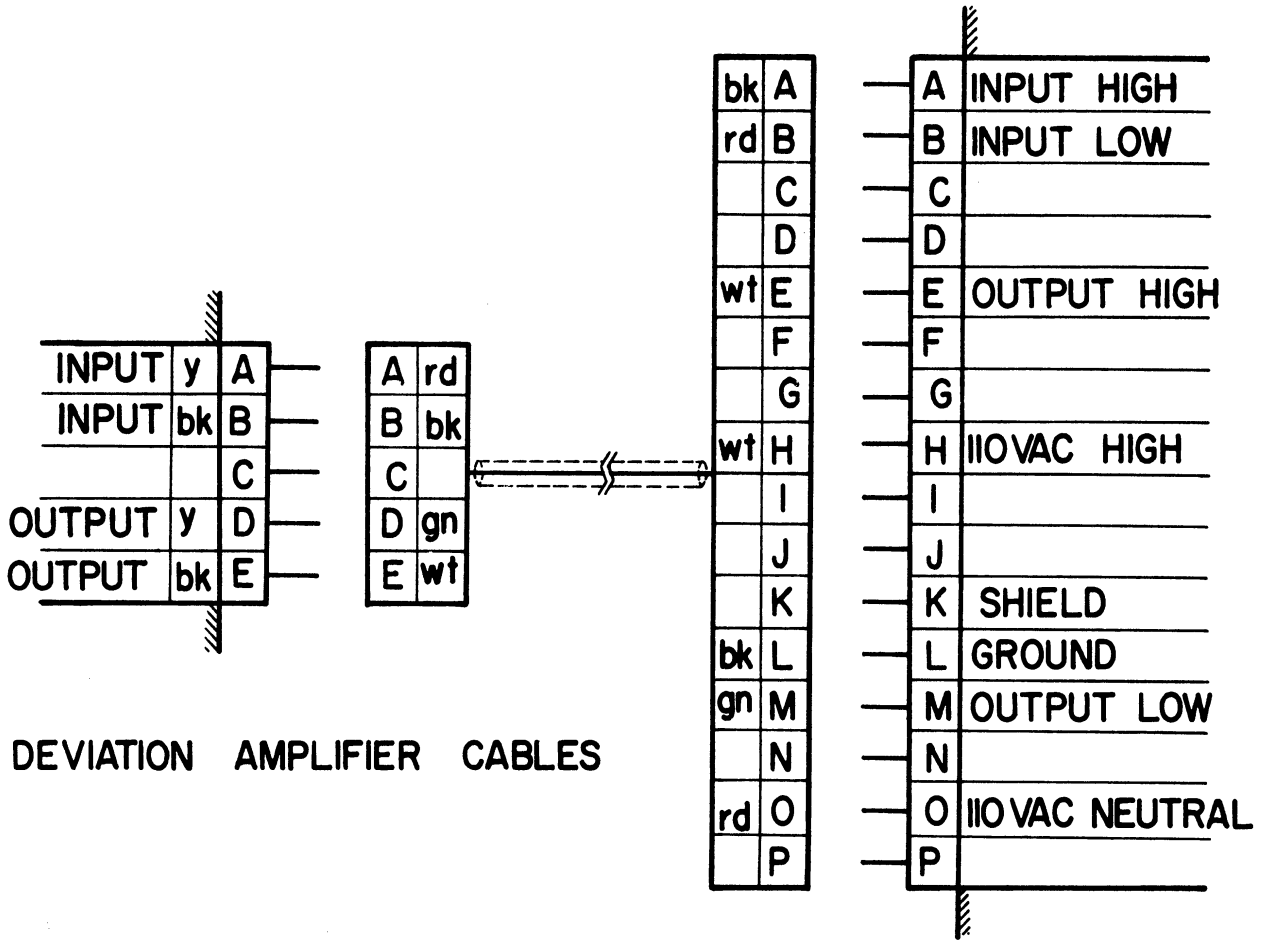 INPUT y A
INPUT bk B
C
OUTPUT y D
OUTPUT bk E
A rd
B bk
C
D gn
E wt
bk A
rd B
C
D
wt E
F
G
wt H
I
J
K
bk L
gn M
N
rd O
P
A INPUT HIGH
B INPUT LOW
C
D
E OUTPUT HIGH
F
G
H 110VAC HIGH
I
J
K SHIELD
L GROUND
M OUTPUT LOW
N
O 110VAC NEUTRAL
P
DEVIATION AMPLIFIER CABLES